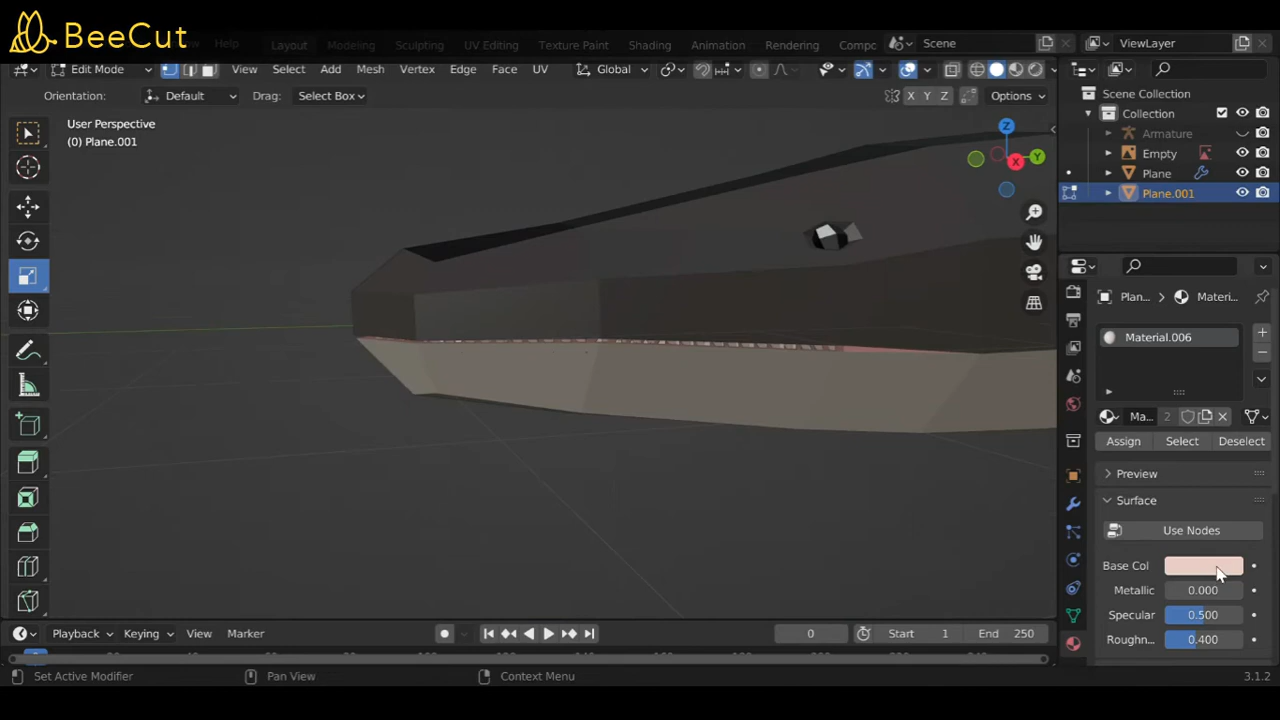 BeeCut
Help Layout Modeling Sculpting UV Editing Texture Paint Shading Animation Rendering Compo Scene ViewLayer
Edit Mode View Select Add Mesh Vertex Edge Face UV Global
Orientation: Default Drag: Select Box X Y Z Options
User Perspective
(0) Plane.001
Z
Y
X
Scene Collection
Collection
Armature
Empty
Plane
Plane.001
Plan... Materi...
Material.006
Ma... 2
Assign Select Deselect
Preview
Surface
Use Nodes
Base Col
Metallic 0.000
Specular 0.500
Roughn... 0.400
Playback Keying View Marker 0 Start 1 End 250
Set Active Modifier Pan View Context Menu 3.1.2